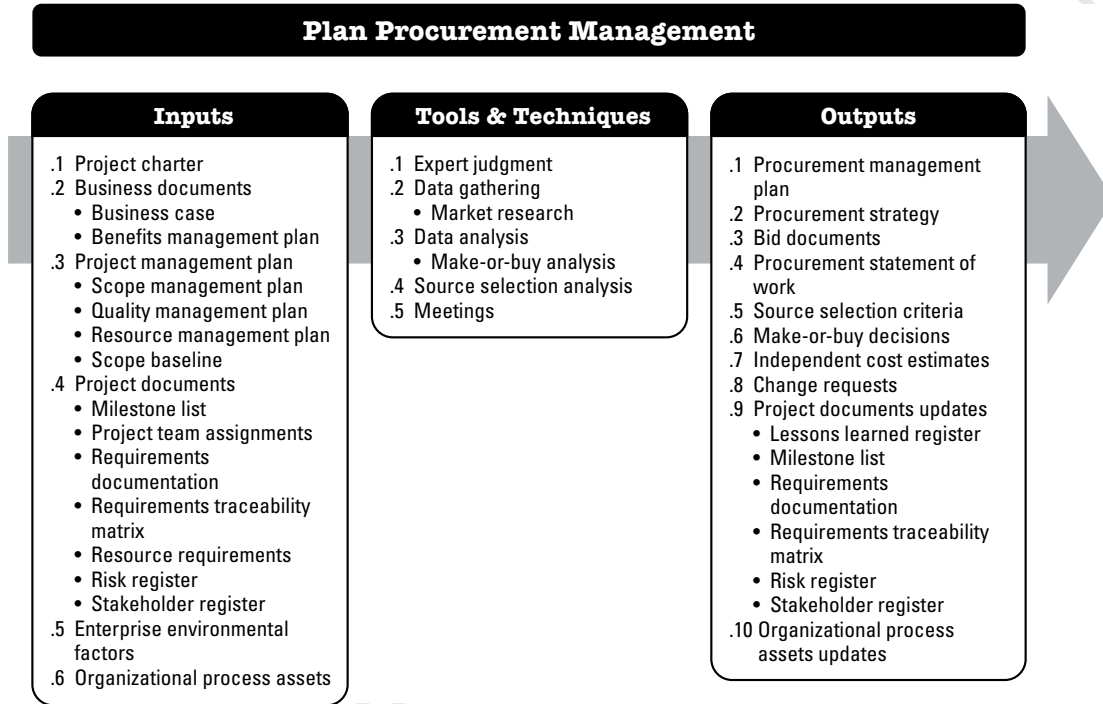 Plan Procurement Management
Inputs
.1 Project charter
.2 Business documents
• Business case
• Benefits management plan
.3 Project management plan
• Scope management plan
• Quality management plan
• Resource management plan
• Scope baseline
.4 Project documents
• Milestone list
• Project team assignments
• Requirements
documentation
• Requirements traceability
matrix
• Resource requirements
• Risk register
• Stakeholder register
.5 Enterprise environmental
factors
.6 Organizational process assets
Tools & Techniques
.1 Expert judgment
.2 Data gathering
• Market research
.3 Data analysis
• Make-or-buy analysis
.4 Source selection analysis
.5 Meetings
Outputs
.1 Procurement management
plan
.2 Procurement strategy
.3 Bid documents
.4 Procurement statement of
work
.5 Source selection criteria
.6 Make-or-buy decisions
.7 Independent cost estimates
.8 Change requests
.9 Project documents updates
• Lessons learned register
• Milestone list
• Requirements
documentation
• Requirements traceability
matrix
• Risk register
• Stakeholder register
.10 Organizational process
assets updates